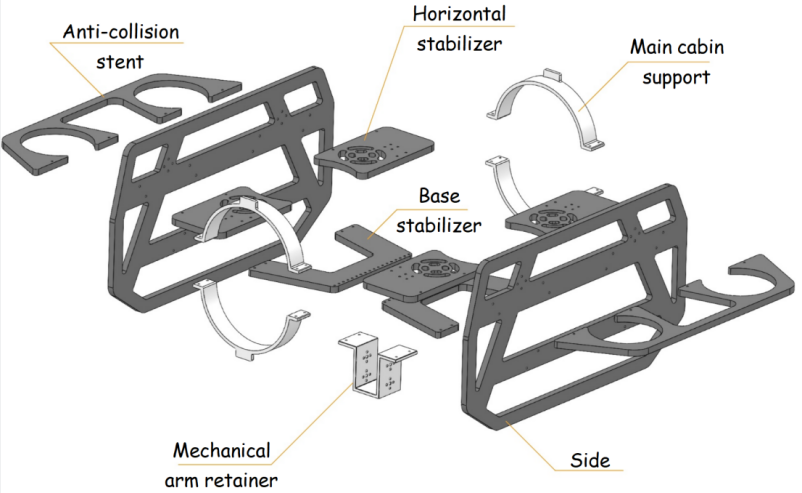 Horizontal
stabilizer
Anti-collision
stent
Main cabin
support
Base
stabilizer
Mechanical
arm retainer
Side